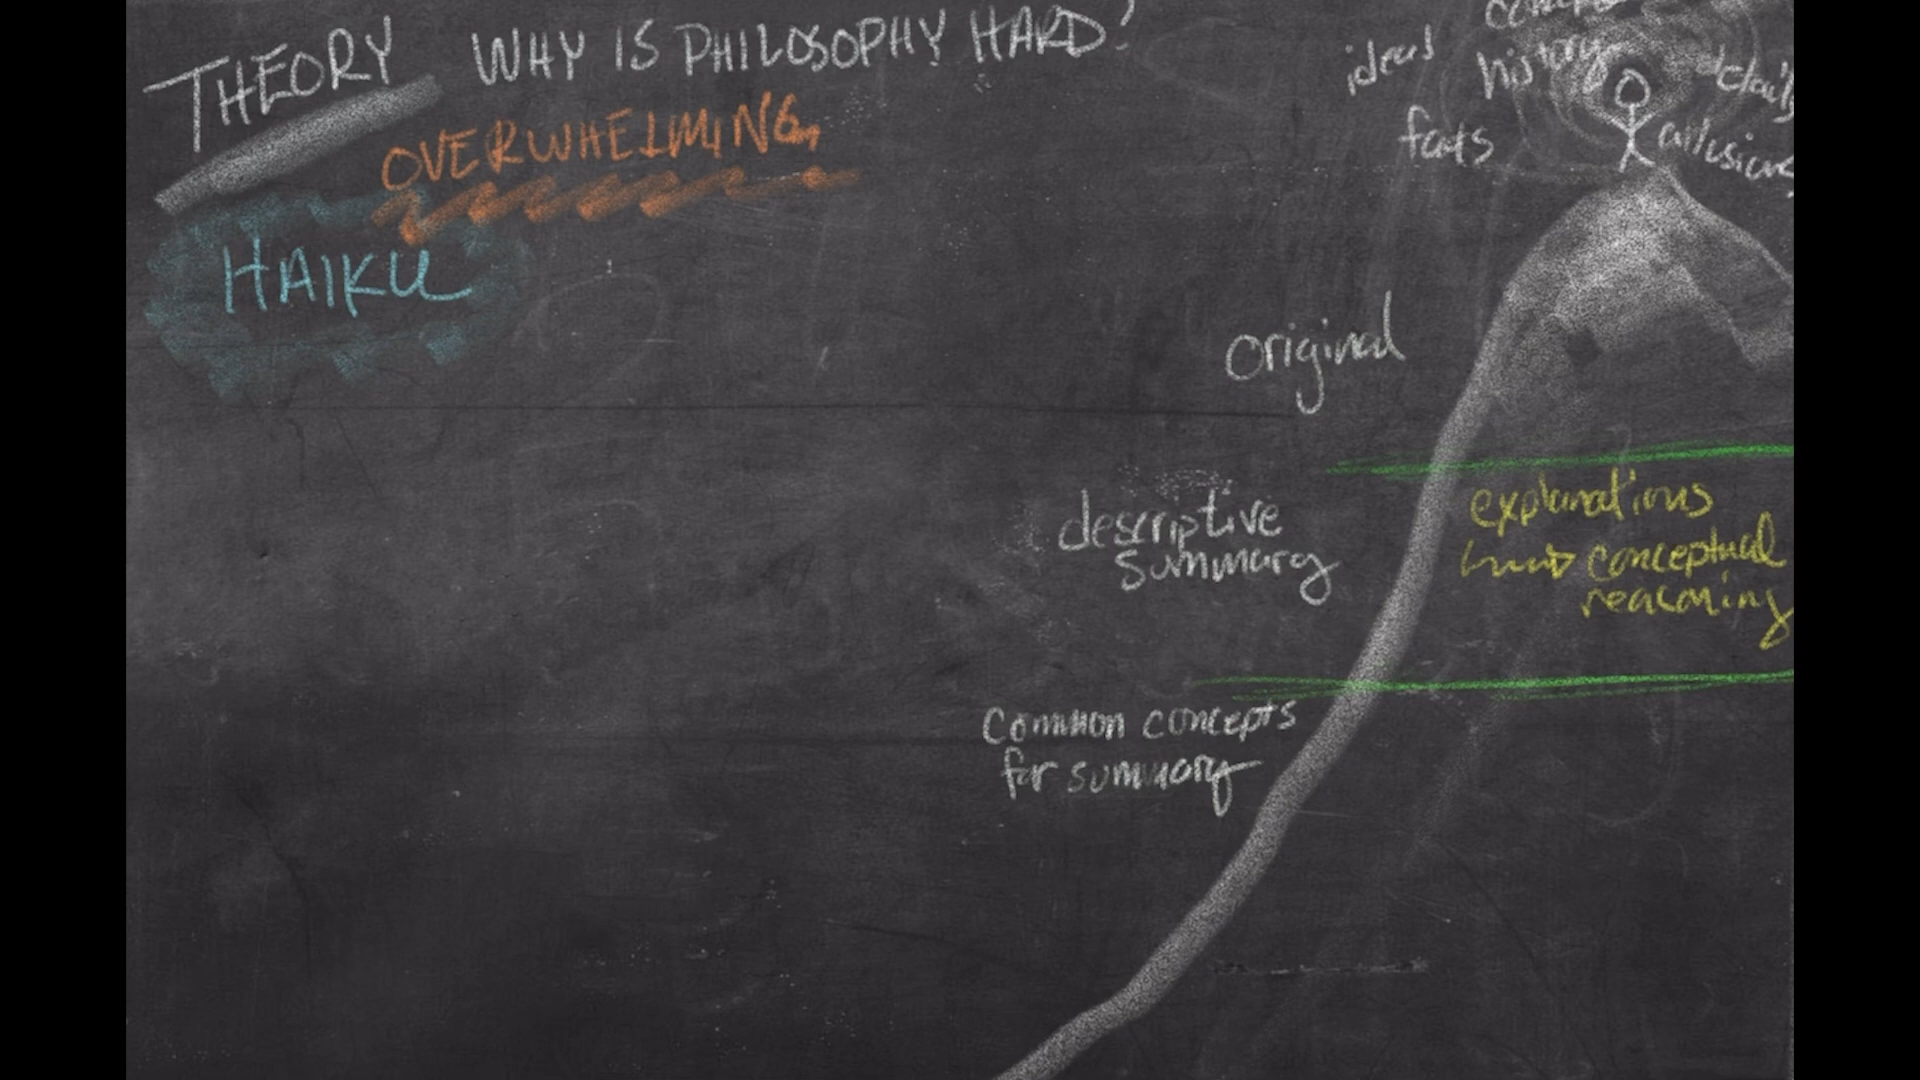 THEORY WHY IS PHILOSOPHY HARD?
OVERWHELMING
HAIKU
ideas
history
facts
allusions
original
descriptive
summary
explanations
conceptual
reasoning
Common concepts
for summary